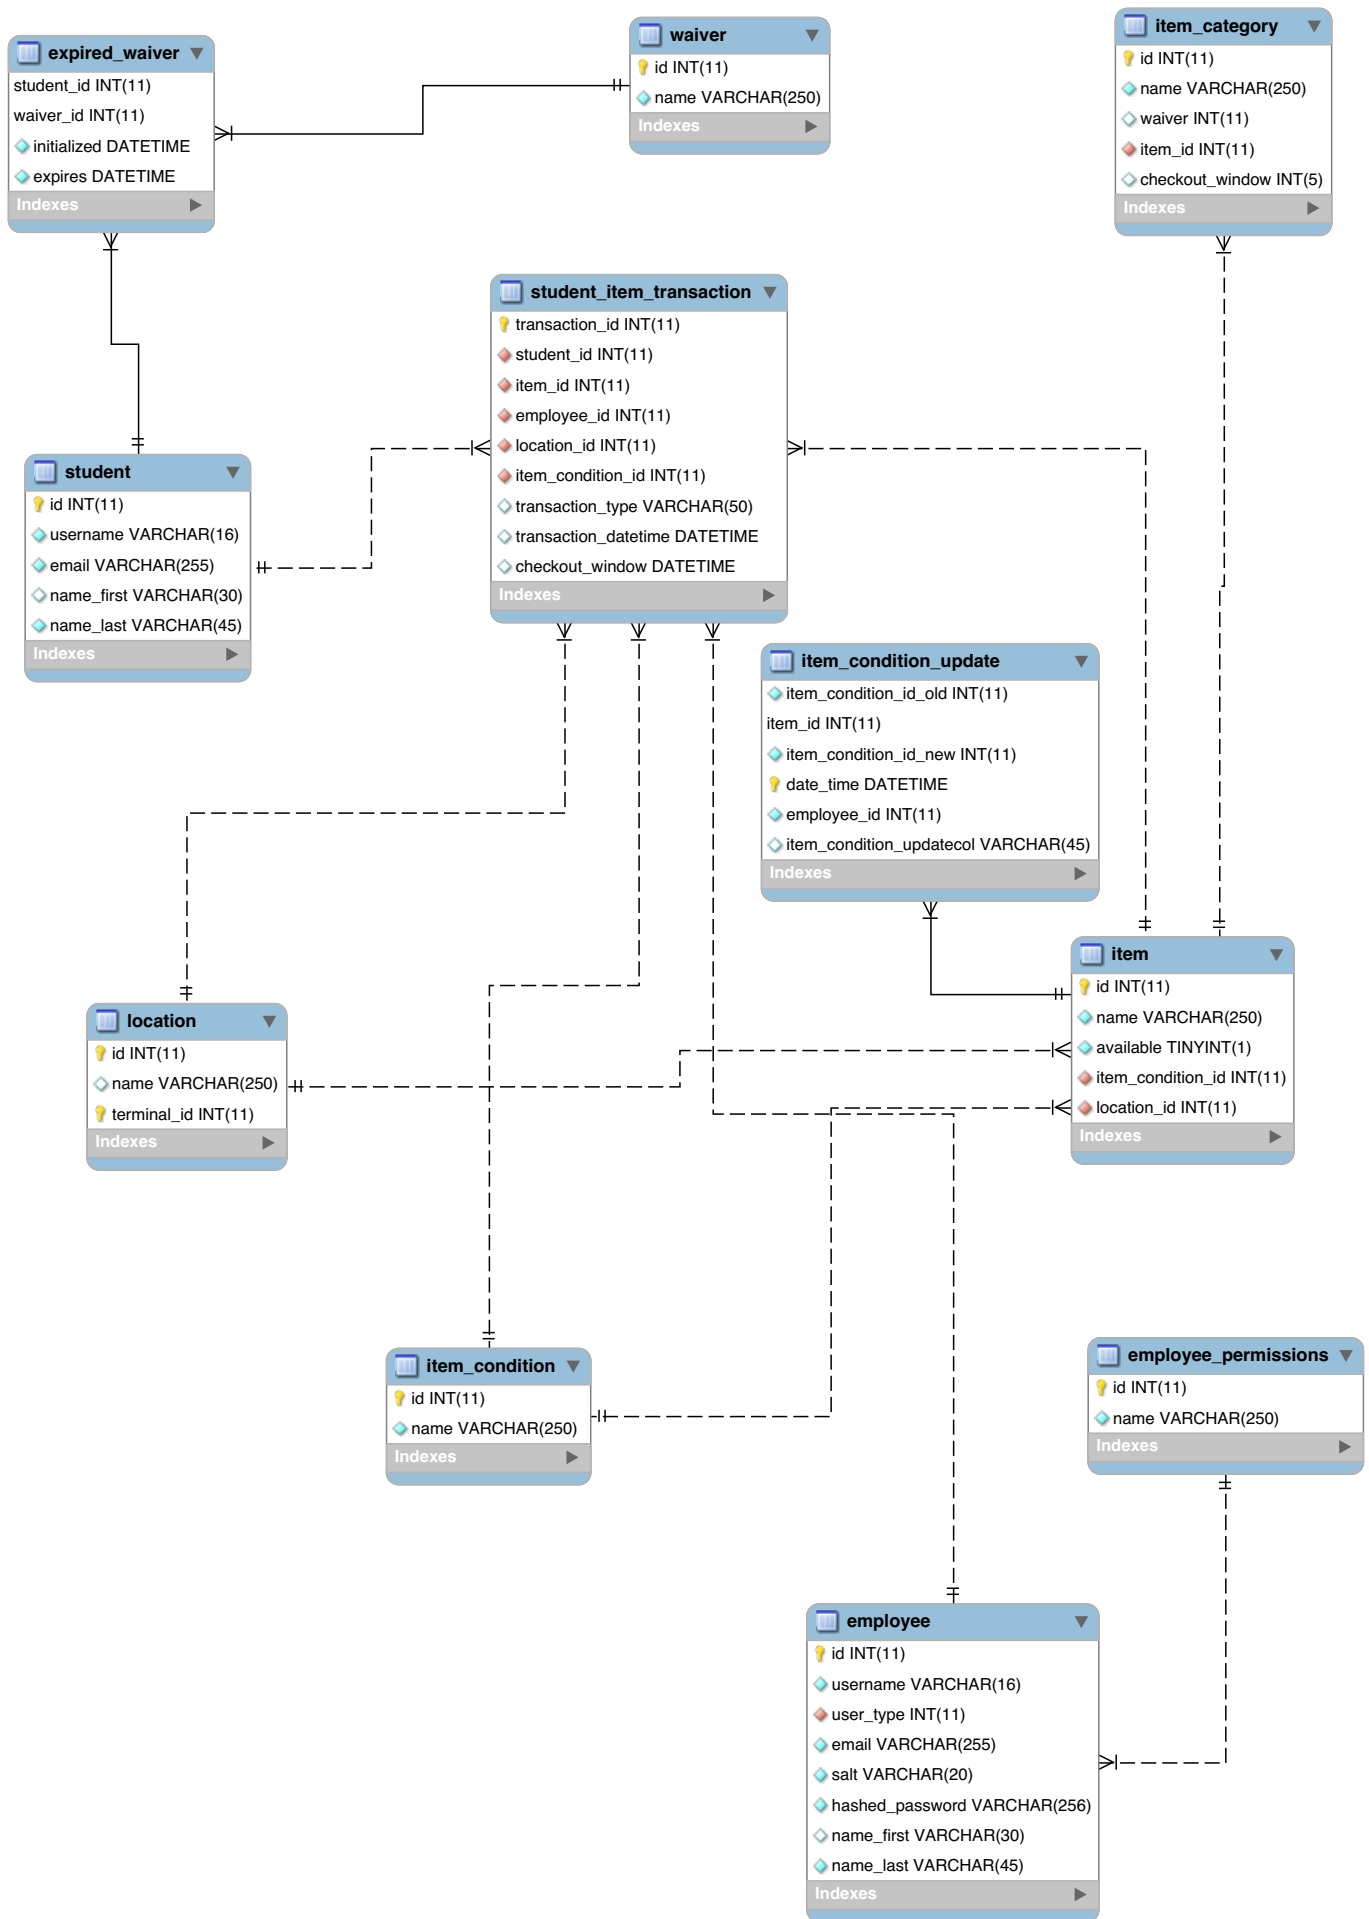 expired_waiver
student_id INT(11)
waiver_id INT(11)
initialized DATETIME
expires DATETIME
Indexes
waiver
id INT(11)
name VARCHAR(250)
Indexes
item_category
id INT(11)
name VARCHAR(250)
waiver INT(11)
item_id INT(11)
checkout_window INT(5)
Indexes
student_item_transaction
transaction_id INT(11)
student_id INT(11)
item_id INT(11)
employee_id INT(11)
location_id INT(11)
item_condition_id INT(11)
transaction_type VARCHAR(50)
transaction_datetime DATETIME
checkout_window DATETIME
Indexes
student
id INT(11)
username VARCHAR(16)
email VARCHAR(255)
name_first VARCHAR(30)
name_last VARCHAR(45)
Indexes
item_condition_update
item_condition_id_old INT(11)
item_id INT(11)
item_condition_id_new INT(11)
date_time DATETIME
employee_id INT(11)
item_condition_updatecol VARCHAR(45)
Indexes
item
id INT(11)
name VARCHAR(250)
available TINYINT(1)
item_condition_id INT(11)
location_id INT(11)
Indexes
location
id INT(11)
name VARCHAR(250)
terminal_id INT(11)
Indexes
item_condition
id INT(11)
name VARCHAR(250)
Indexes
employee_permissions
id INT(11)
name VARCHAR(250)
Indexes
employee
id INT(11)
username VARCHAR(16)
user_type INT(11)
email VARCHAR(255)
salt VARCHAR(20)
hashed_password VARCHAR(256)
name_first VARCHAR(30)
name_last VARCHAR(45)
Indexes